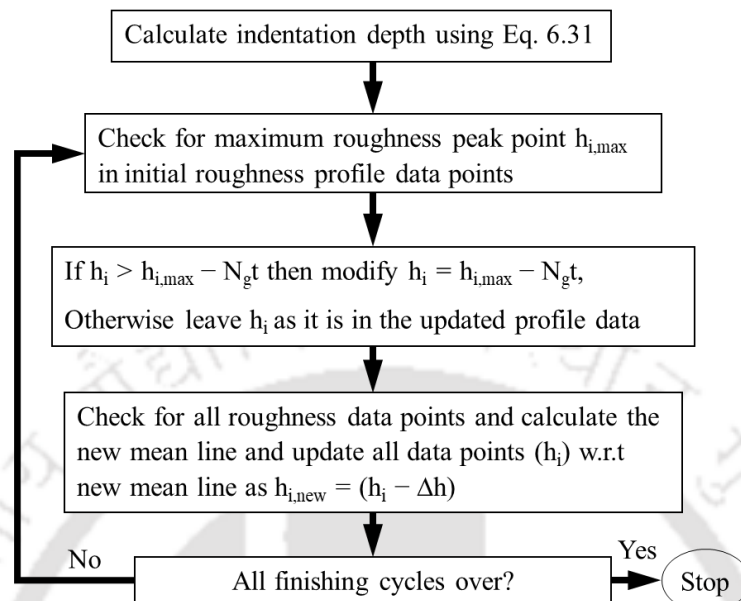 Calculate indentation depth using Eq. 6.31
Check for maximum roughness peak point h_{i,max}
in initial roughness profile data points
If h_i > h_{i,max} − N_gt then modify h_i = h_{i,max} − N_gt,
Otherwise leave h_i as it is in the updated profile data
Check for all roughness data points and calculate the
new mean line and update all data points (h_i) w.r.t
new mean line as h_{i,new} = (h_i − Δh)
No
All finishing cycles over?
Yes
Stop